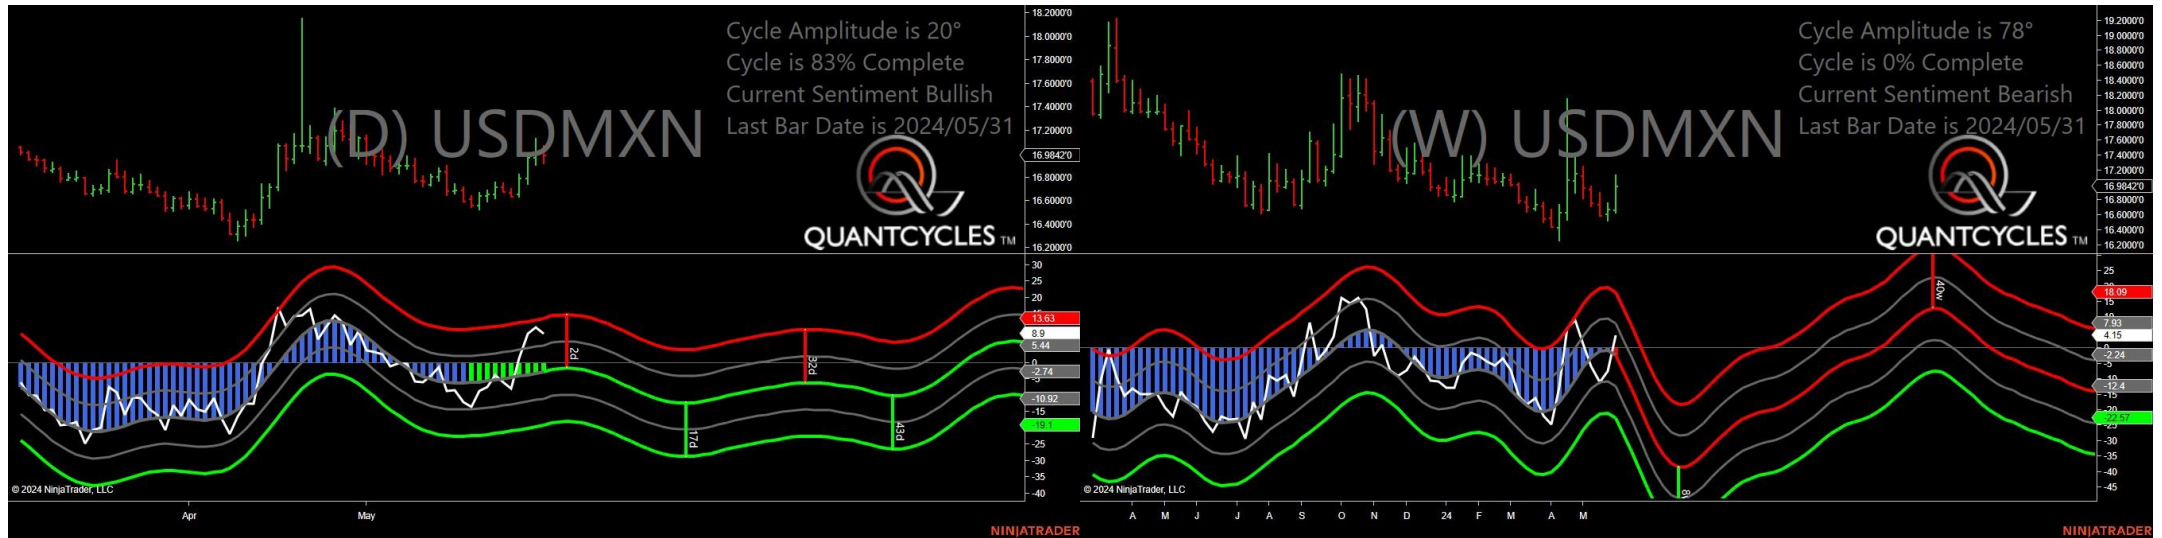 Cycle Amplitude is 20°
Cycle is 83% Complete
Current Sentiment Bullish
Last Bar Date is 2024/05/31
(D) USDMXN
QUANTCYCLES TM
18.2000'0
18.0000'0
17.8000'0
17.6000'0
17.4000'0
17.2000'0
16.9842'0
16.8000'0
16.6000'0
16.4000'0
16.2000'0
30
25
20
13.63
8.9
5.44
0
-2.74
-10.92
-15
-19.1
-25
-30
-35
-40
2d
17d
32d
43d
© 2024 NinjaTrader, LLC
Apr
May
NINJATRADER
Cycle Amplitude is 78°
Cycle is 0% Complete
Current Sentiment Bearish
Last Bar Date is 2024/05/31
(W) USDMXN
QUANTCYCLES TM
19.2000'0
19.0000'0
18.8000'0
18.6000'0
18.4000'0
18.2000'0
18.0000'0
17.8000'0
17.6000'0
17.4000'0
17.2000'0
16.9842'0
16.8000'0
16.6000'0
16.4000'0
16.2000'0
25
18.09
15
7.93
4.15
-2.24
-5
-12.4
-15
-22.57
-25
-30
-35
-40
-45
40w
© 2024 NinjaTrader, LLC
A M J J A S O N D 24 F M A M
NINJATRADER